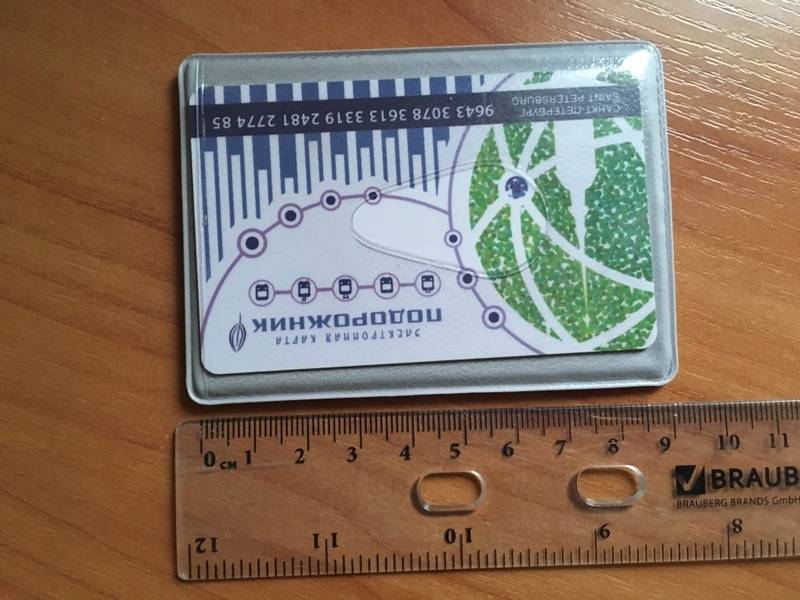 ЭЛЕКТРОННАЯ КАРТА
ПОДОРОЖНИК
САНКТ-ПЕТЕРБУРГ
SAINT PETERSBURG
9643 3078 3613 3319 2481 2774 85
0 см 1 2 3 4 5 6 7 8 9 10 11
BRAUB
BRAUBERG BRANDS GmbH
12 11 10 9 8